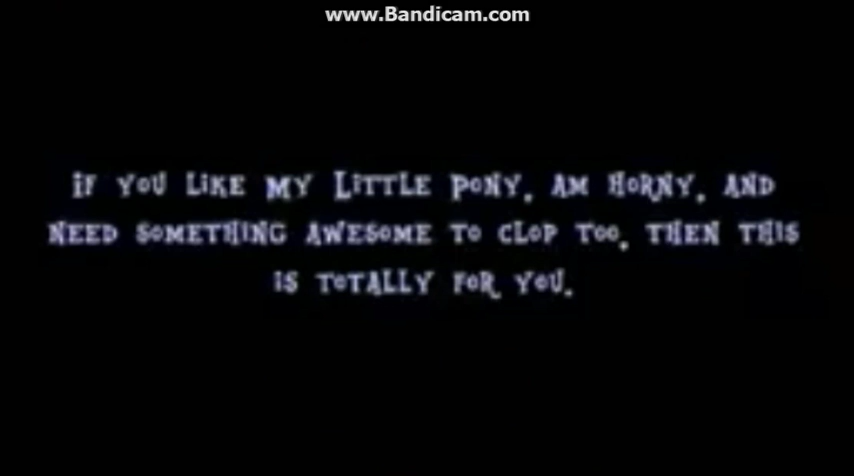 www.Bandicam.com
If you like My Little Pony, am horny, and
need something awesome to clop too, then this
is totally for you.